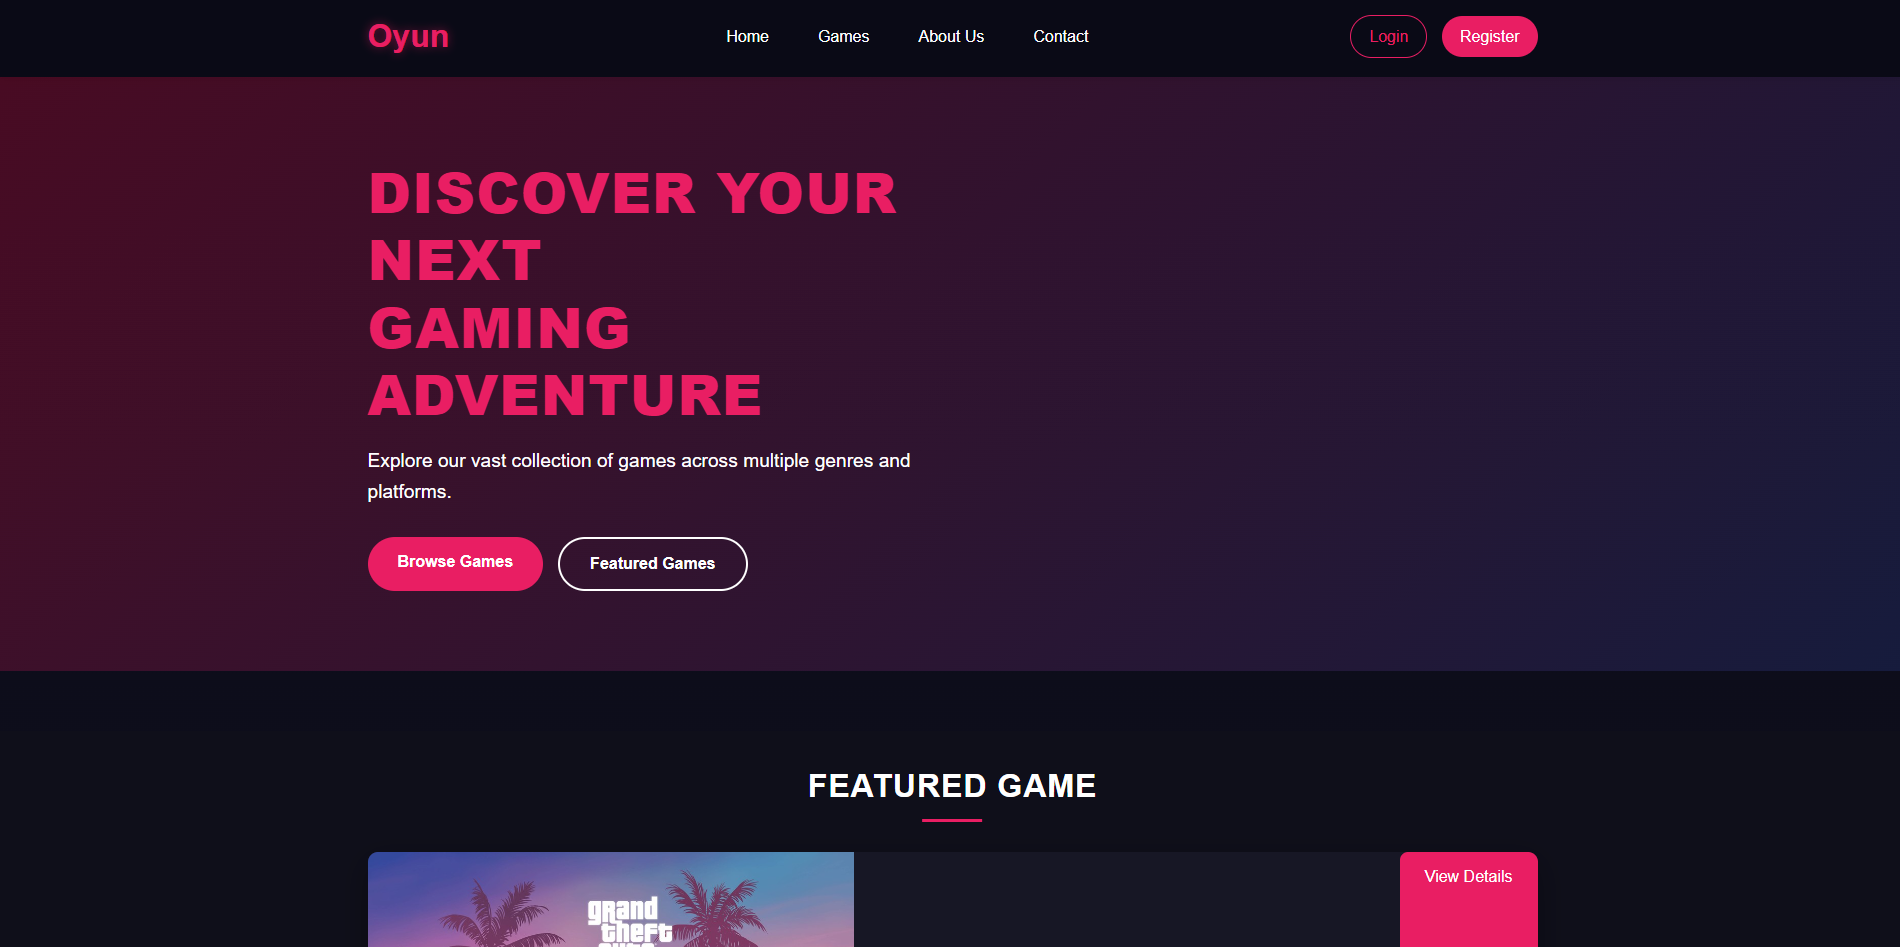 Oyun
Home
Games
About Us
Contact
Login
Register
DISCOVER YOUR
NEXT
GAMING
ADVENTURE
Explore our vast collection of games across multiple genres and
platforms.
Browse Games
Featured Games
FEATURED GAME
grand
theft
View Details